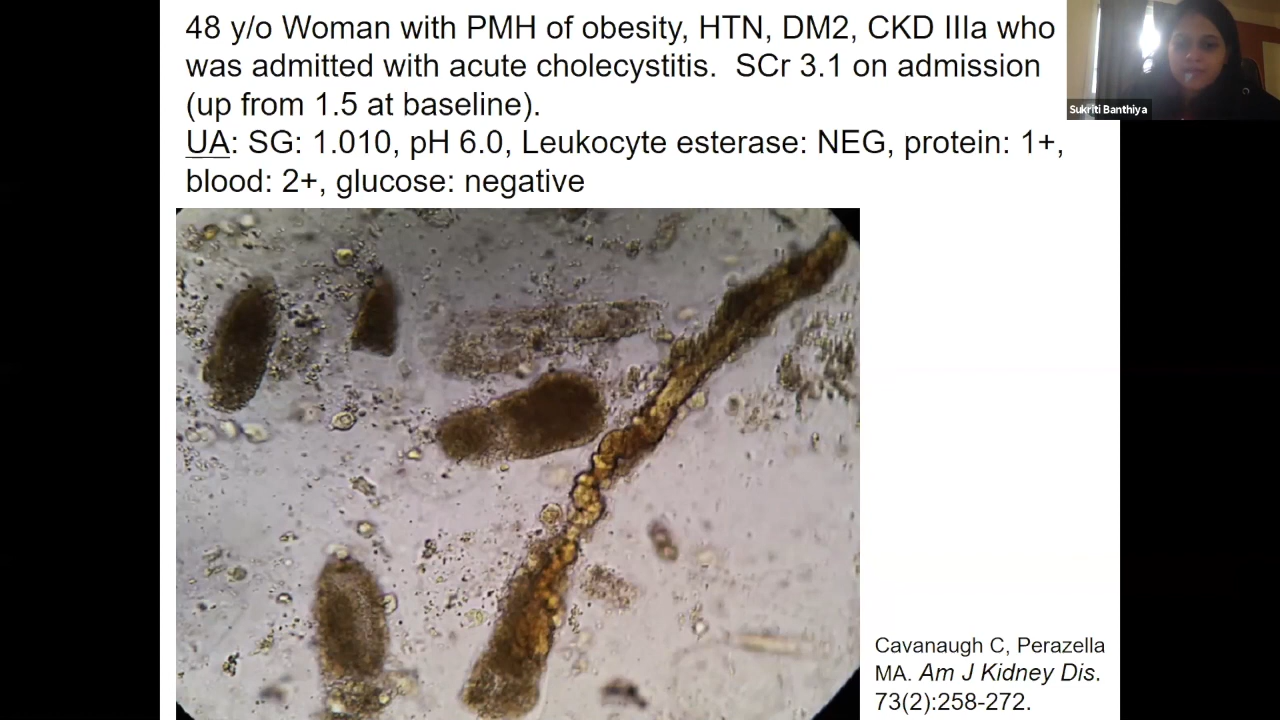 48 y/o Woman with PMH of obesity, HTN, DM2, CKD IIIa who
was admitted with acute cholecystitis.  SCr 3.1 on admission
(up from 1.5 at baseline).
UA: SG: 1.010, pH 6.0, Leukocyte esterase: NEG, protein: 1+,
blood: 2+, glucose: negative
Sukriti Banthiya
Cavanaugh C, Perazella
MA. Am J Kidney Dis.
73(2):258-272.